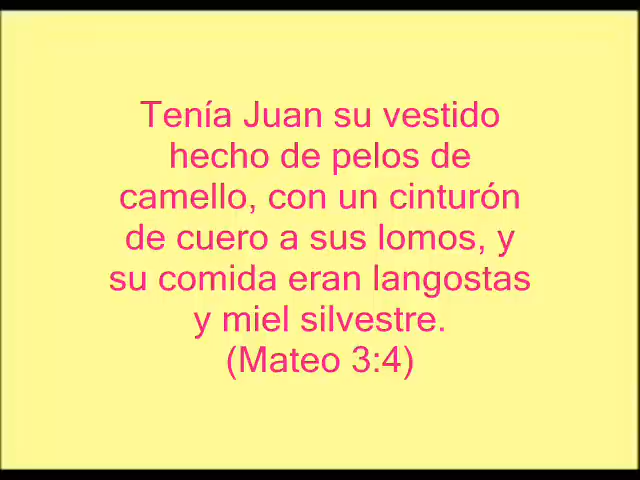 Tenía Juan su vestido
hecho de pelos de
camello, con un cinturón
de cuero a sus lomos, y
su comida eran langostas
y miel silvestre.
(Mateo 3:4)